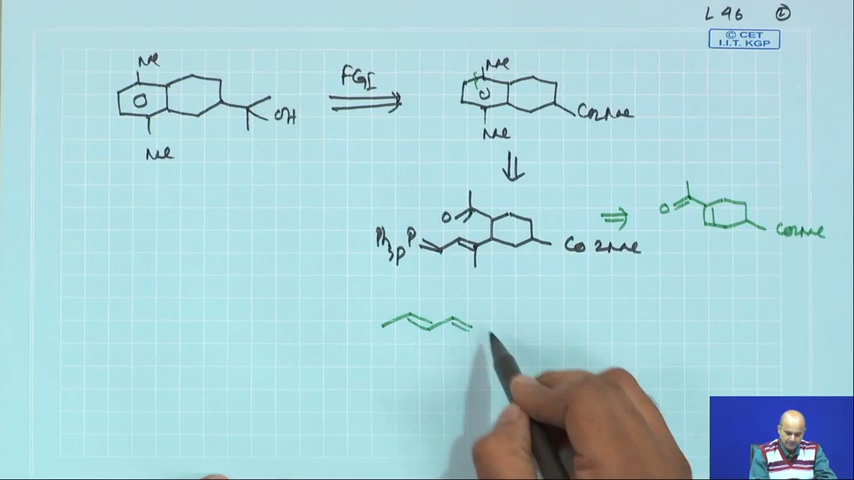 L 46
© CET
I.I.T. KGP
Me
FGI
Me
OH
CO2Me
Me
Me
O
Ph3P
CO2Me
O
CO2Me